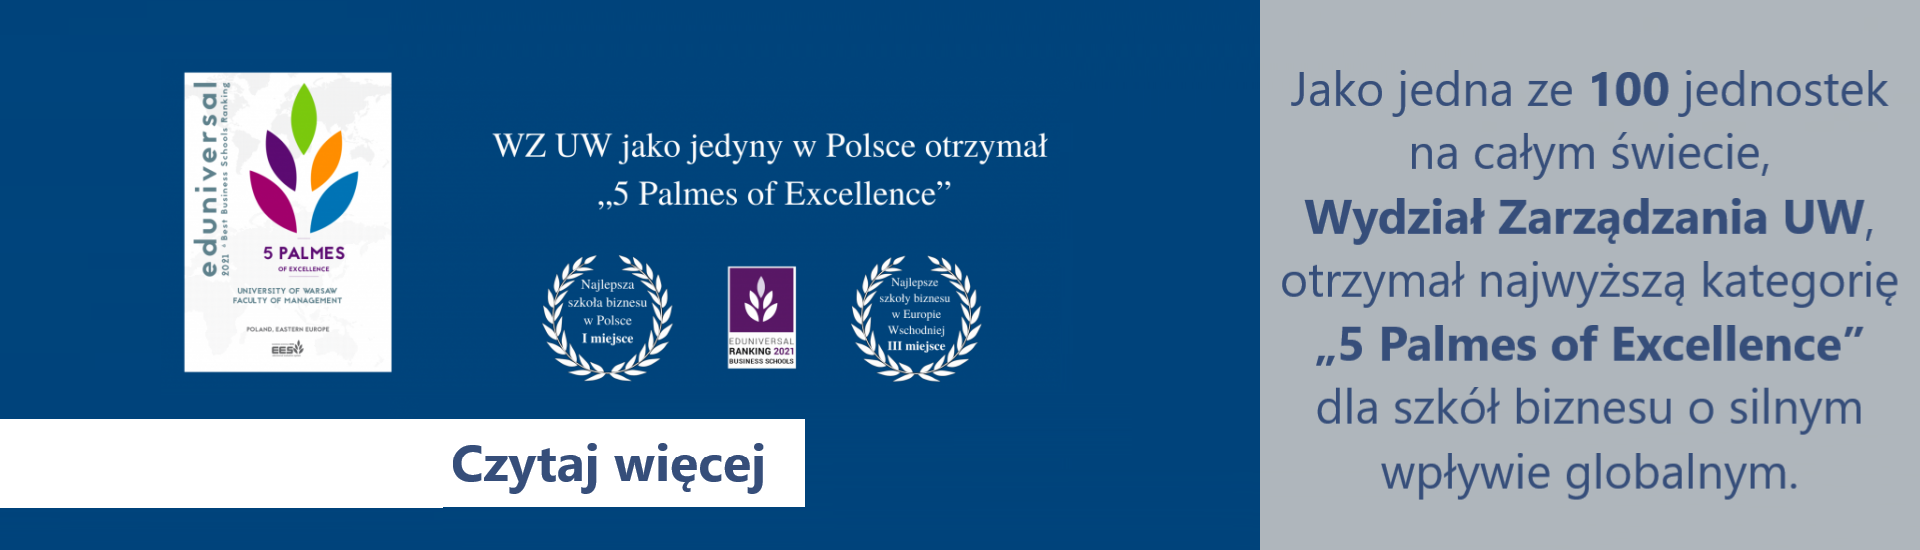 eduniversal
2021 • Best Business Schools Ranking
5 PALMES
OF EXCELLENCE
UNIVERSITY OF WARSAW
FACULTY OF MANAGEMENT
POLAND, EASTERN EUROPE
EES
WZ UW jako jedyny w Polsce otrzymał
„5 Palmes of Excellence”
Najlepsza
szkoła biznesu
w Polsce
I miejsce
EDUNIVERSAL
RANKING 2021
BUSINESS SCHOOLS
Najlepsze
szkoły biznesu
w Europie
Wschodniej
III miejsce
Czytaj więcej
Jako jedna ze 100 jednostek
na całym świecie,
Wydział Zarządzania UW,
otrzymał najwyższą kategorię
„5 Palmes of Excellence”
dla szkół biznesu o silnym
wpływie globalnym.